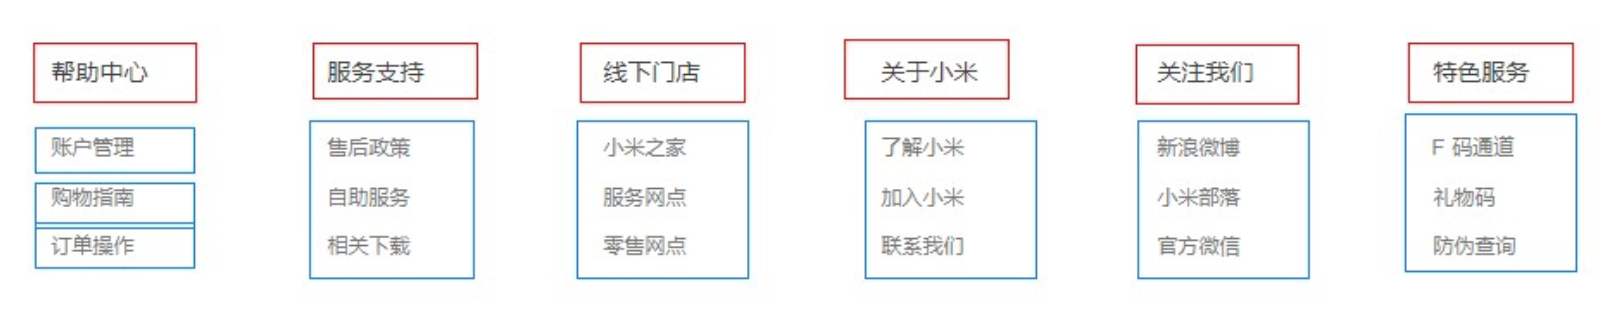 帮助中心
账户管理
购物指南
订单操作
服务支持
售后政策
自助服务
相关下载
线下门店
小米之家
服务网点
零售网点
关于小米
了解小米
加入小米
联系我们
关注我们
新浪微博
小米部落
官方微信
特色服务
F 码通道
礼物码
防伪查询